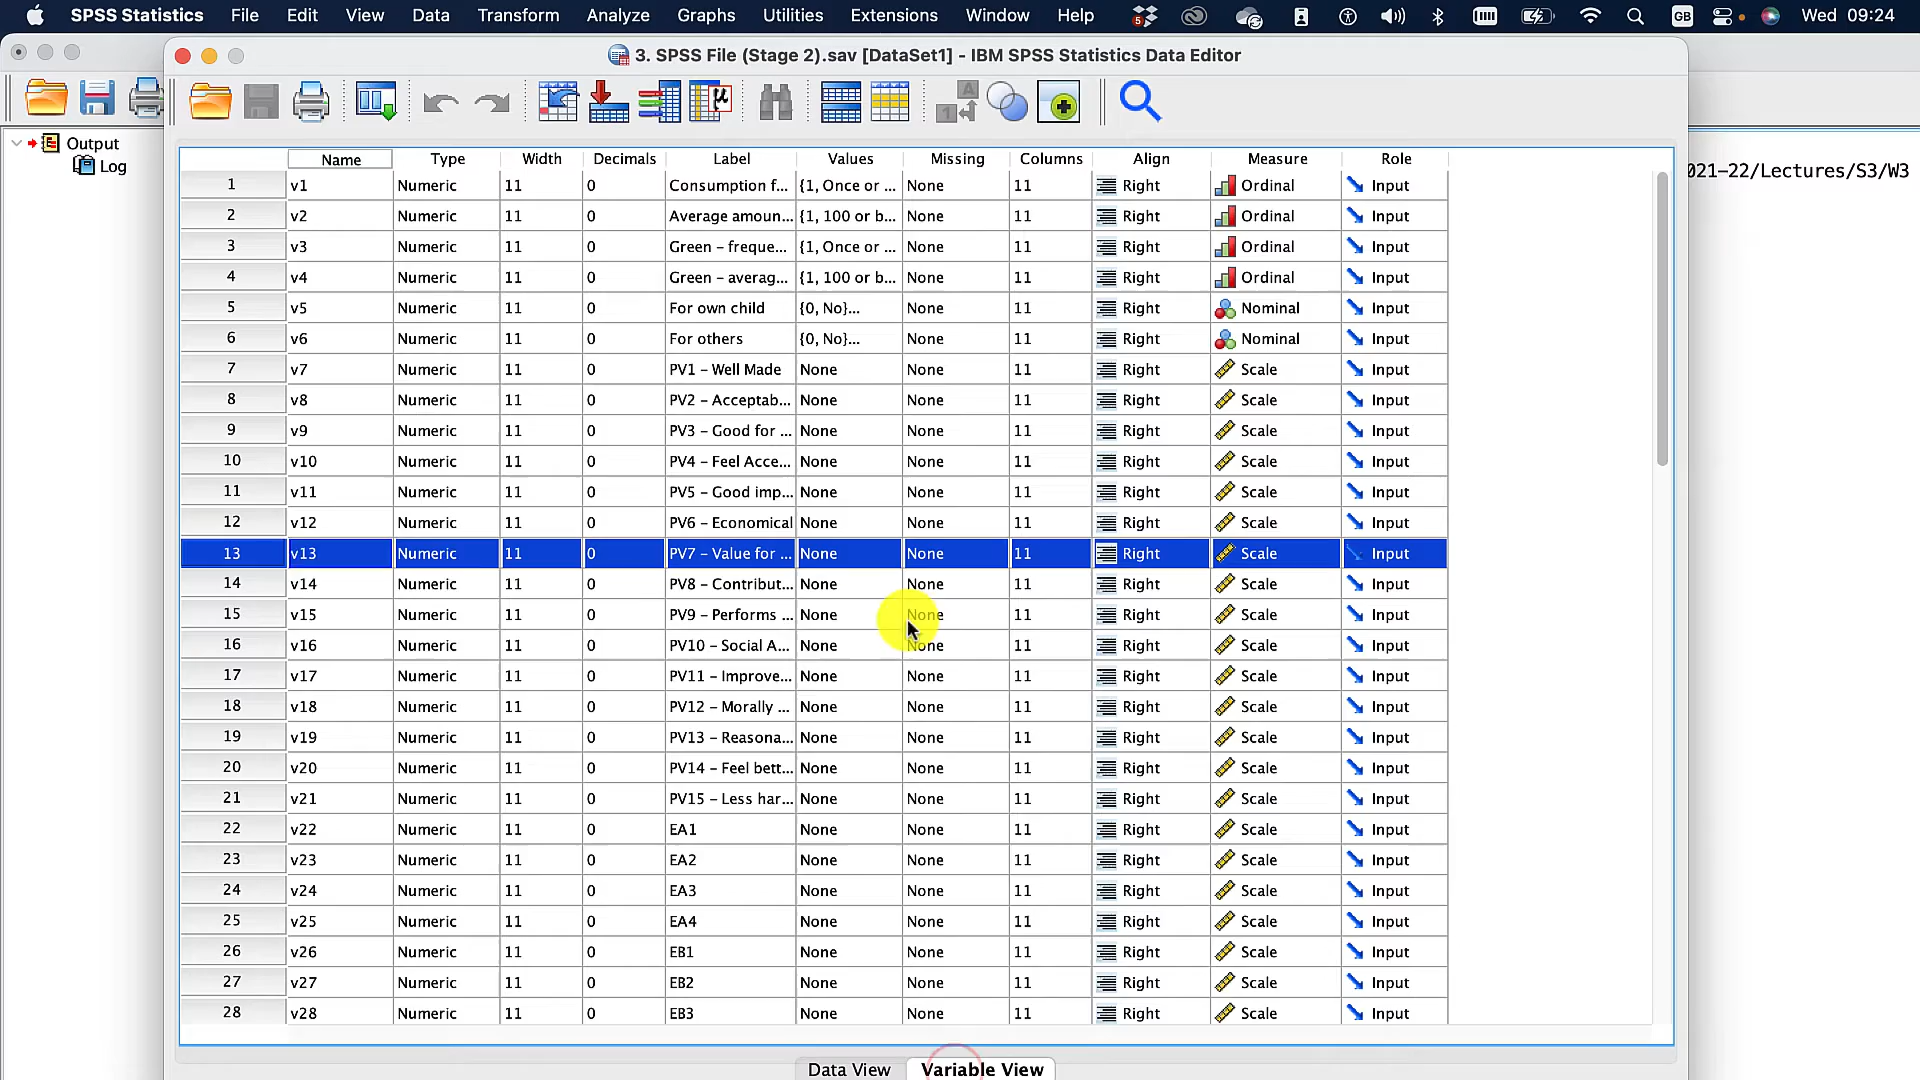 SPSS Statistics File Edit View Data Transform Analyze Graphs Utilities Extensions Window Help 5 GB Wed 09:24
3. SPSS File (Stage 2).sav [DataSet1] – IBM SPSS Statistics Data Editor
Output
Log
021–22/Lectures/S3/W3
Name Type Width Decimals Label Values Missing Columns Align Measure Role
1 v1 Numeric 11 0 Consumption f... {1, Once or ... None 11 Right Ordinal Input
2 v2 Numeric 11 0 Average amoun... {1, 100 or b... None 11 Right Ordinal Input
3 v3 Numeric 11 0 Green – freque... {1, Once or ... None 11 Right Ordinal Input
4 v4 Numeric 11 0 Green – averag... {1, 100 or b... None 11 Right Ordinal Input
5 v5 Numeric 11 0 For own child {0, No}... None 11 Right Nominal Input
6 v6 Numeric 11 0 For others {0, No}... None 11 Right Nominal Input
7 v7 Numeric 11 0 PV1 – Well Made None None 11 Right Scale Input
8 v8 Numeric 11 0 PV2 – Acceptab... None None 11 Right Scale Input
9 v9 Numeric 11 0 PV3 – Good for ... None None 11 Right Scale Input
10 v10 Numeric 11 0 PV4 – Feel Acce... None None 11 Right Scale Input
11 v11 Numeric 11 0 PV5 – Good imp... None None 11 Right Scale Input
12 v12 Numeric 11 0 PV6 – Economical None None 11 Right Scale Input
13 v13 Numeric 11 0 PV7 – Value for ... None None 11 Right Scale Input
14 v14 Numeric 11 0 PV8 – Contribut... None None 11 Right Scale Input
15 v15 Numeric 11 0 PV9 – Performs ... None None 11 Right Scale Input
16 v16 Numeric 11 0 PV10 – Social A... None None 11 Right Scale Input
17 v17 Numeric 11 0 PV11 – Improve... None None 11 Right Scale Input
18 v18 Numeric 11 0 PV12 – Morally ... None None 11 Right Scale Input
19 v19 Numeric 11 0 PV13 – Reasona... None None 11 Right Scale Input
20 v20 Numeric 11 0 PV14 – Feel bett... None None 11 Right Scale Input
21 v21 Numeric 11 0 PV15 – Less har... None None 11 Right Scale Input
22 v22 Numeric 11 0 EA1 None None 11 Right Scale Input
23 v23 Numeric 11 0 EA2 None None 11 Right Scale Input
24 v24 Numeric 11 0 EA3 None None 11 Right Scale Input
25 v25 Numeric 11 0 EA4 None None 11 Right Scale Input
26 v26 Numeric 11 0 EB1 None None 11 Right Scale Input
27 v27 Numeric 11 0 EB2 None None 11 Right Scale Input
28 v28 Numeric 11 0 EB3 None None 11 Right Scale Input
Data View Variable View